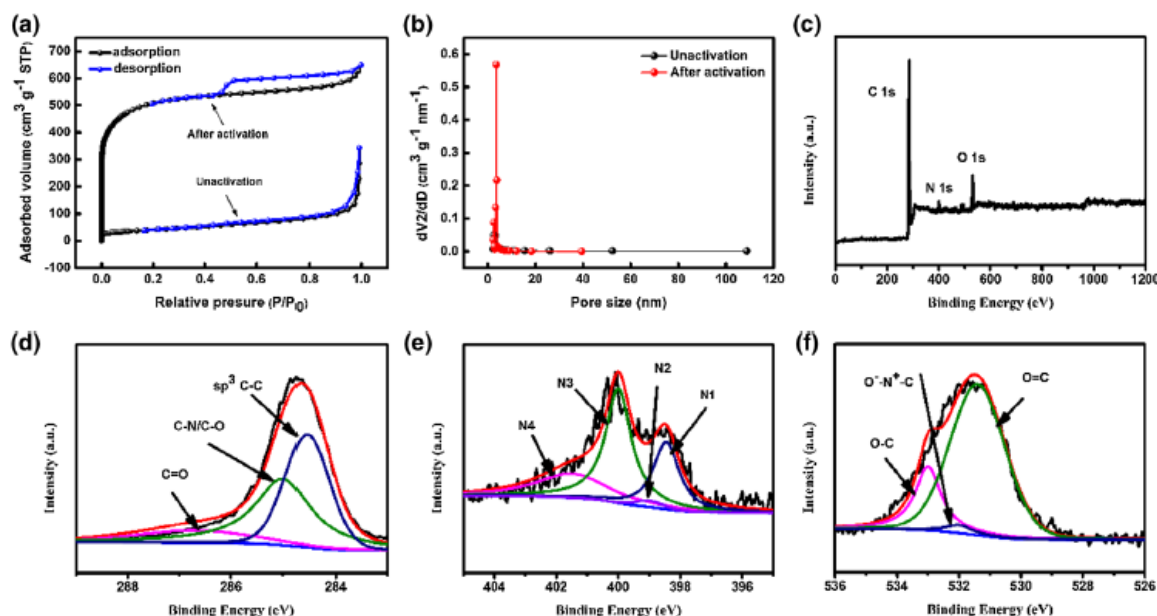 (a)
700
600
500
400
300
200
100
0
-100
Adsorbed volume (cm³ g⁻¹ STP)
adsorption
desorption
After activation
Unactivation
0.0 0.2 0.4 0.6 0.8 1.0
Relative presure (P/P₍₀)
(b)
0.6
0.5
0.4
0.3
0.2
0.1
0.0
dV2/dD (cm³ g⁻¹ nm⁻¹)
Unactivation
After activation
0 20 40 60 80 100 120
Pore size (nm)
(c)
Intensity (a.u.)
C 1s
N 1s
O 1s
0 200 400 600 800 1000 1200
Binding Energy (eV)
(d)
Intensity (a.u.)
sp³ C-C
C-N/C-O
C=O
288 286 284
Binding Energy (eV)
(e)
Intensity (a.u.)
N4
N3
N2
N1
404 402 400 398 396
Binding Energy (eV)
(f)
Intensity (a.u.)
O⁻-N⁺-C
O=C
O-C
536 534 532 530 528 526
Binding Energy (eV)